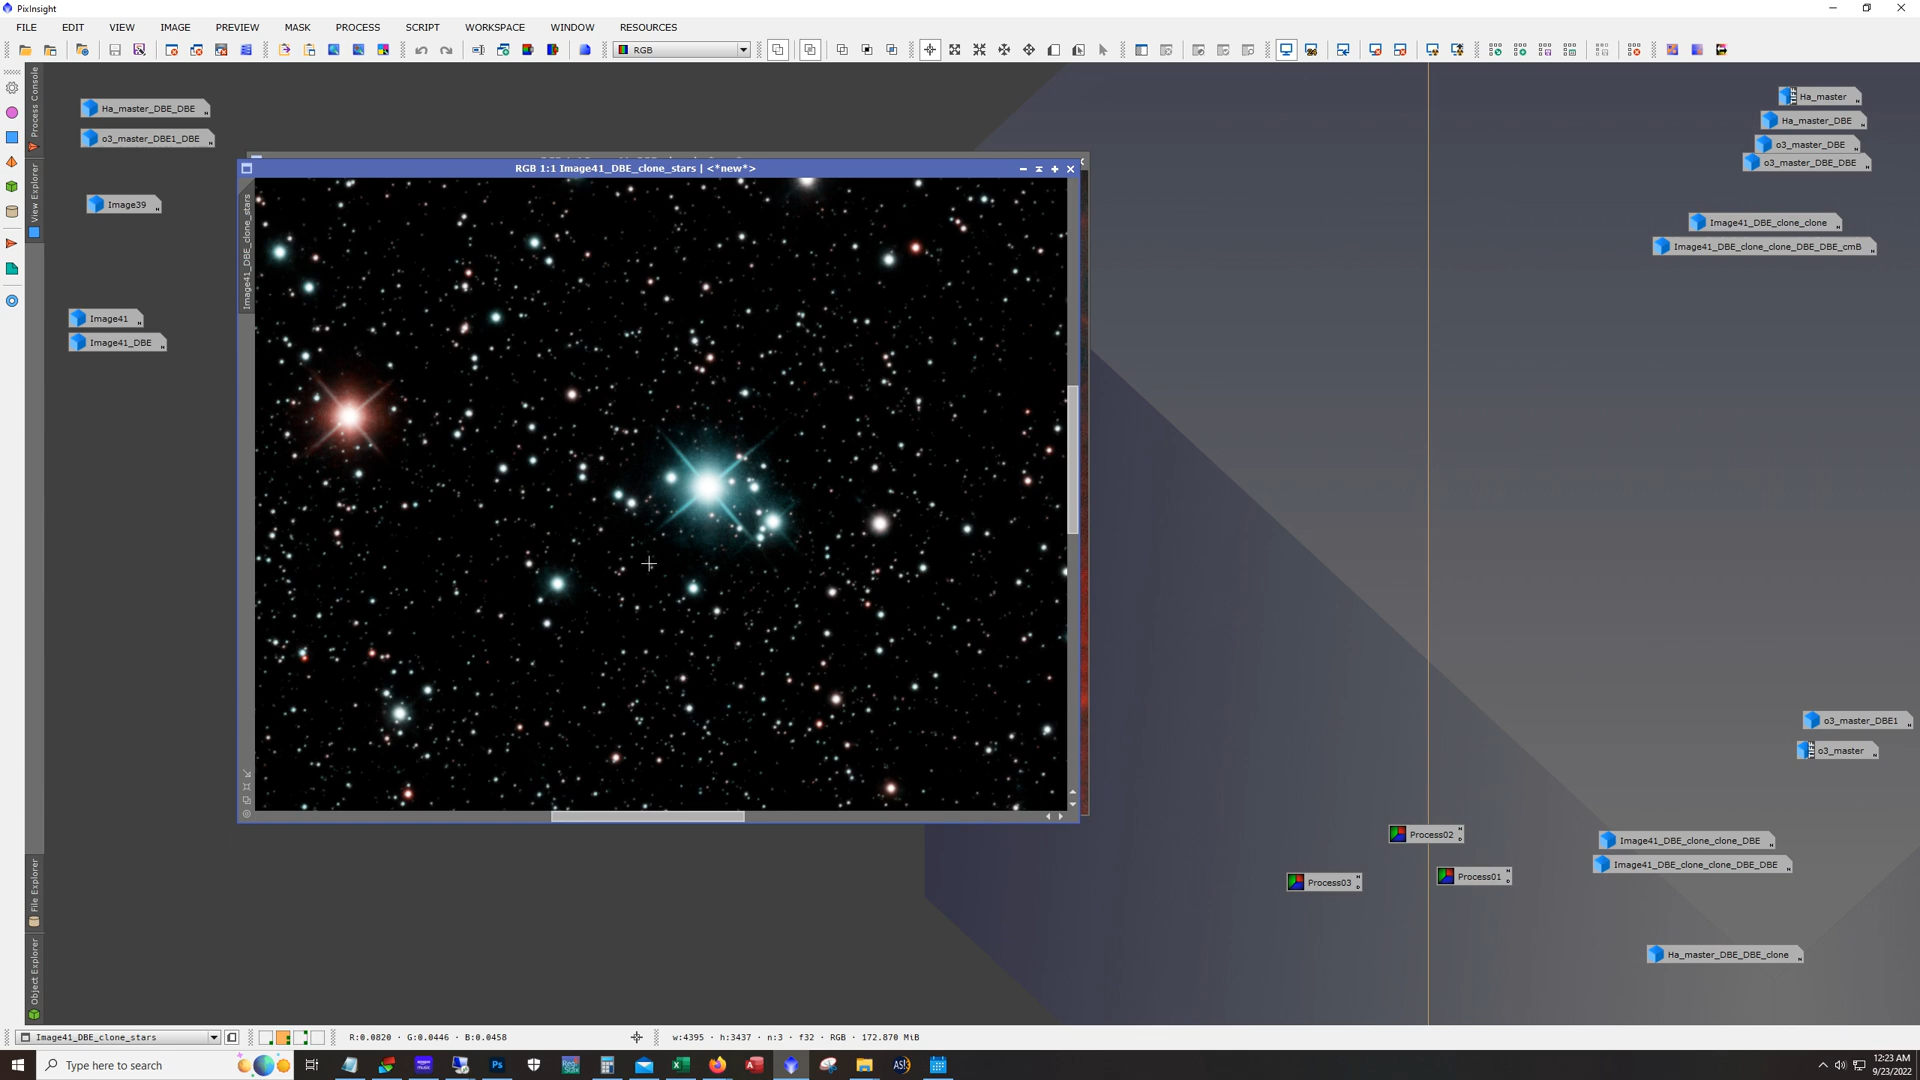 PixInsight
FILE EDIT VIEW IMAGE PREVIEW MASK PROCESS SCRIPT WORKSPACE WINDOW RESOURCES
RGB
Process Console
View Explorer
File Explorer
Object Explorer
Ha_master_DBE_DBE
o3_master_DBE1_DBE
Image39
Image41
Image41_DBE
RGB 1:1 Image41_DBE_clone_stars | <*new*>
Image41_DBE_clone_stars
Ha_master
Ha_master_DBE
o3_master_DBE
o3_master_DBE_DBE
Image41_DBE_clone_clone
Image41_DBE_clone_clone_DBE_DBE_cmB
o3_master_DBE1
o3_master
Process02
Process03
Process01
Image41_DBE_clone_clone_DBE
Image41_DBE_clone_clone_DBE_DBE
Ha_master_DBE_DBE_clone
Image41_DBE_clone_stars
R:0.0820 · G:0.0446 · B:0.0458
w:4395 · h:3437 · n:3 · f32 · RGB · 172.870 MiB
Type here to search
12:23 AM
9/23/2022